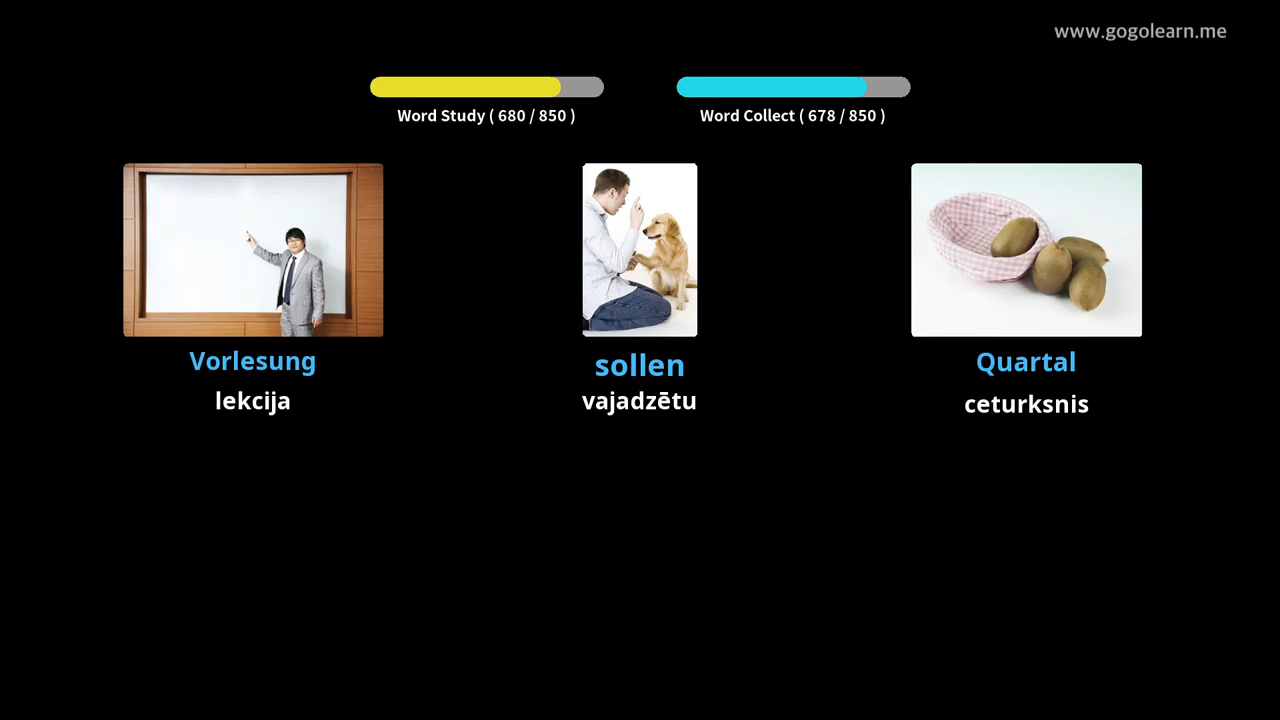 www.gogolearn.me
Word Study ( 680 / 850 )
Word Collect ( 678 / 850 )
Vorlesung
lekcija
sollen
vajadzētu
Quartal
ceturksnis